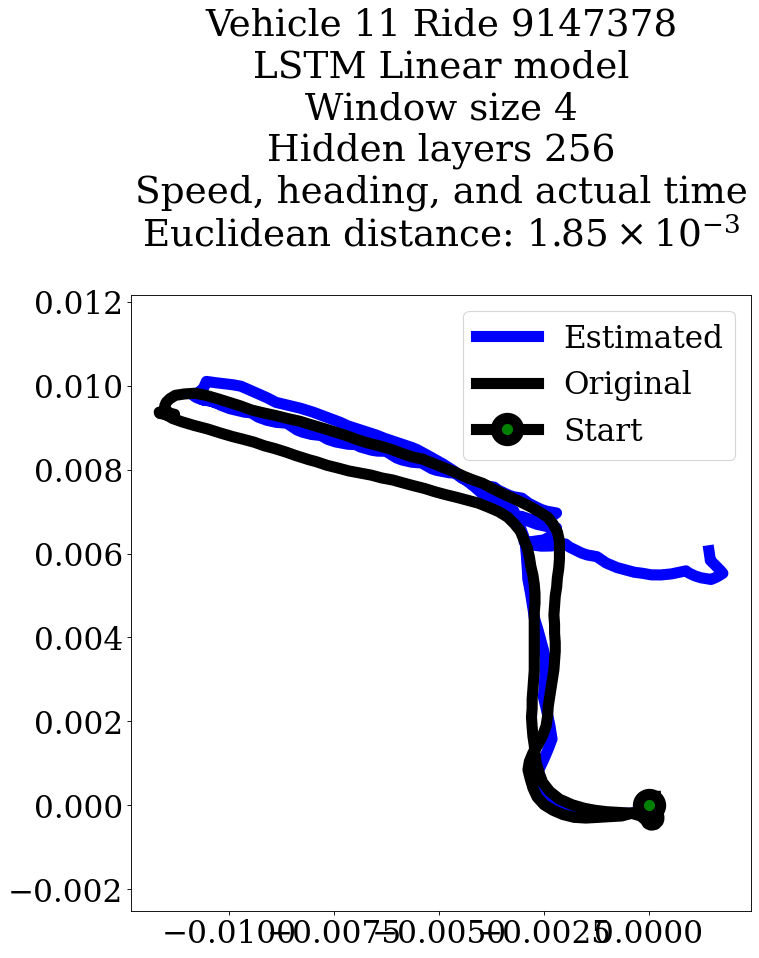 Vehicle 11 Ride 9147378
LSTM Linear model
Window size 4
Hidden layers 256
Speed, heading, and actual time
Euclidean distance: 1.85 × 10⁻³
0.012
Estimated
0.010
Original
Start
0.008
0.006
0.004
0.002
0.000
−0.002
−0.0100 −0.0075 −0.0050 −0.0025 0.0000